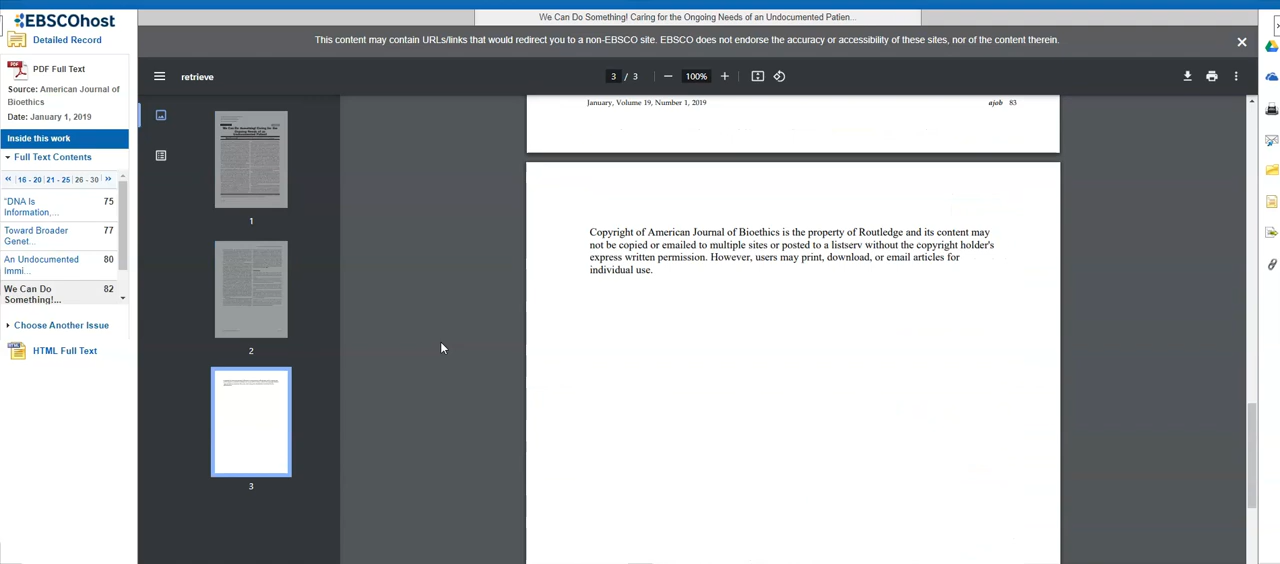 EBSCOhost
We Can Do Something! Caring for the Ongoing Needs of an Undocumented Patien...
Detailed Record
This content may contain URLs/links that would redirect you to a non-EBSCO site. EBSCO does not endorse the accuracy or accessibility of these sites, nor of the content therein.
PDF Full Text
Source: American Journal of
Bioethics
Date: January 1, 2019
Inside this work
Full Text Contents
16 - 20 21 - 25 26 - 30
"DNA Is
Information,...
75
Toward Broader
Genet...
77
An Undocumented
Immi...
80
We Can Do
Something!...
82
Choose Another Issue
HTML Full Text
retrieve
3 / 3
100%
1
2
3
January, Volume 19, Number 1, 2019
ajob 83
Copyright of American Journal of Bioethics is the property of Routledge and its content may
not be copied or emailed to multiple sites or posted to a listserv without the copyright holder's
express written permission. However, users may print, download, or email articles for
individual use.